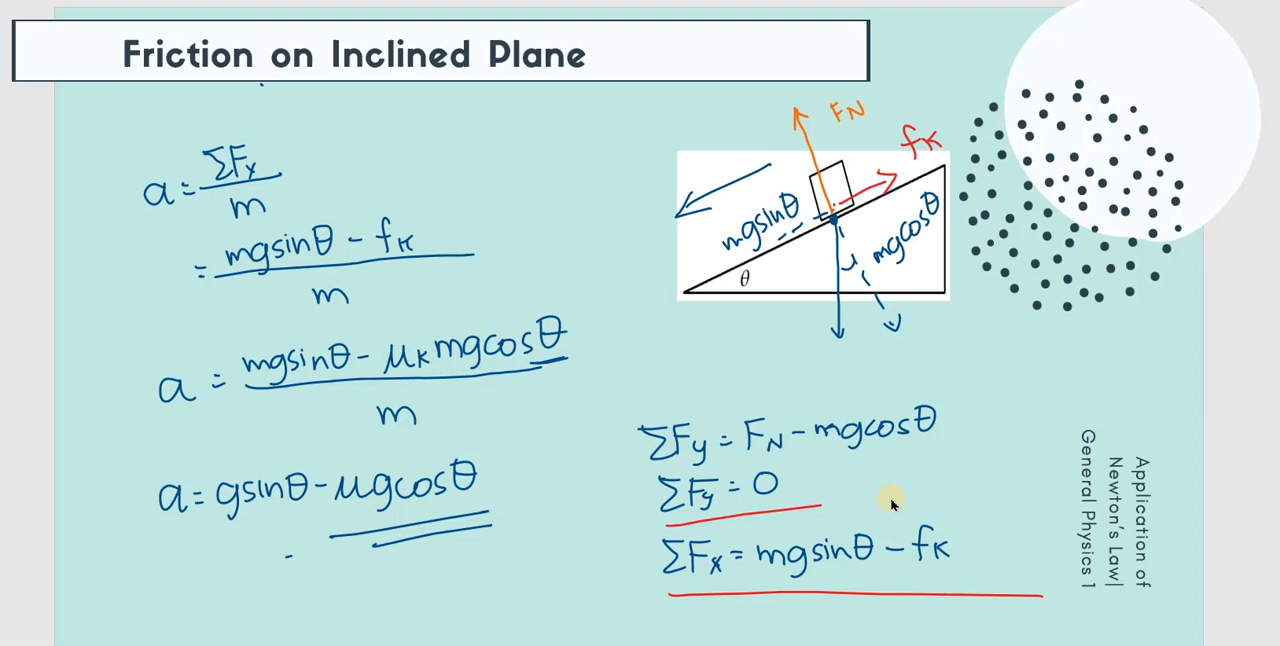 Friction on Inclined Plane
a = ΣFx / m
= mgsinθ - fK / m
a = mgsinθ - μK mgcosθ / m
a = gsinθ - μgcosθ
FN
fK
mgsinθ
mgcosθ
θ
ΣFy = FN - mgcosθ
ΣFy = 0
ΣFx = mgsinθ - fK
Application of
Newton's Law|
General Physics 1